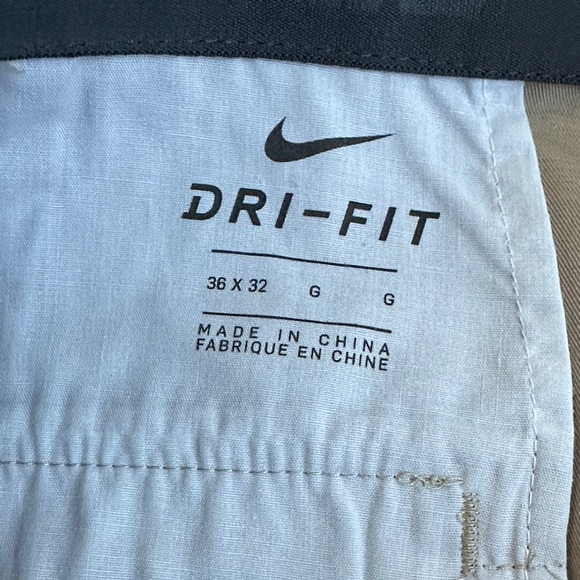 DRI-FIT
36 X 32 G G
MADE IN CHINA
FABRIQUE EN CHINE